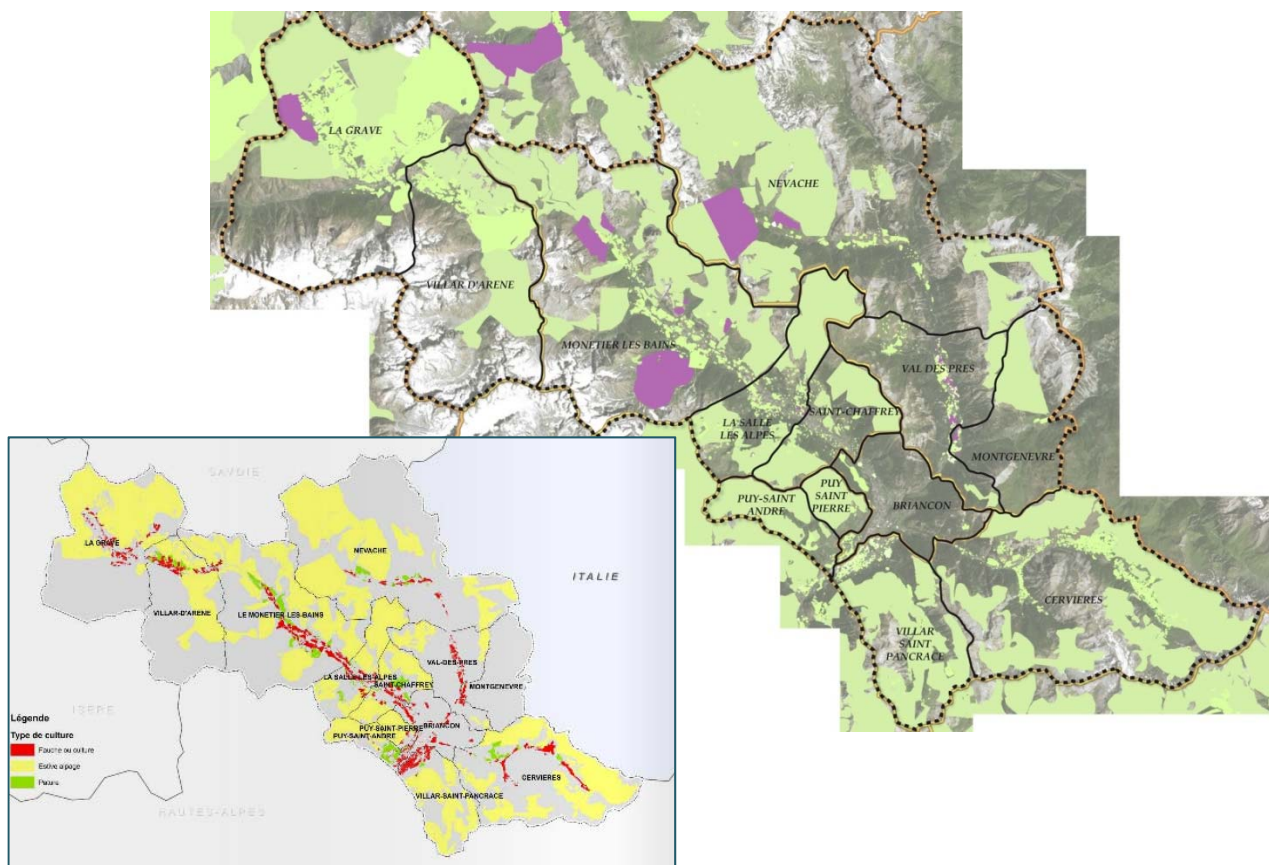 LA GRAVE
NEVACHE
VILLAR D'ARENE
MONETIER LES BAINS
VAL DES PRES
SAINT-CHAFFREY
LA SALLE
LES ALPES
MONTGENEVRE
PUY
SAINT
PIERRE
PUY-SAINT
ANDRE
BRIANCON
CERVIERES
VILLAR
SAINT
PANCRACE
SAVOIE
LA GRAVE
NEVACHE
ITALIE
VILLAR-D'ARENE
LE MONETIER LES BAINS
VAL-DES-PRES
LA SALLE-LES-ALPES
SAINT-CHAFFREY
MONTGENEVRE
ISERE
Légende
Type de culture
Fauche ou culture
Estive alpage
Pature
PUY-SAINT-PIERRE
BRIANCON
PUY-SAINT-ANDRE
CERVIERES
VILLAR-SAINT-PANCRACE
HAUTES-ALPES